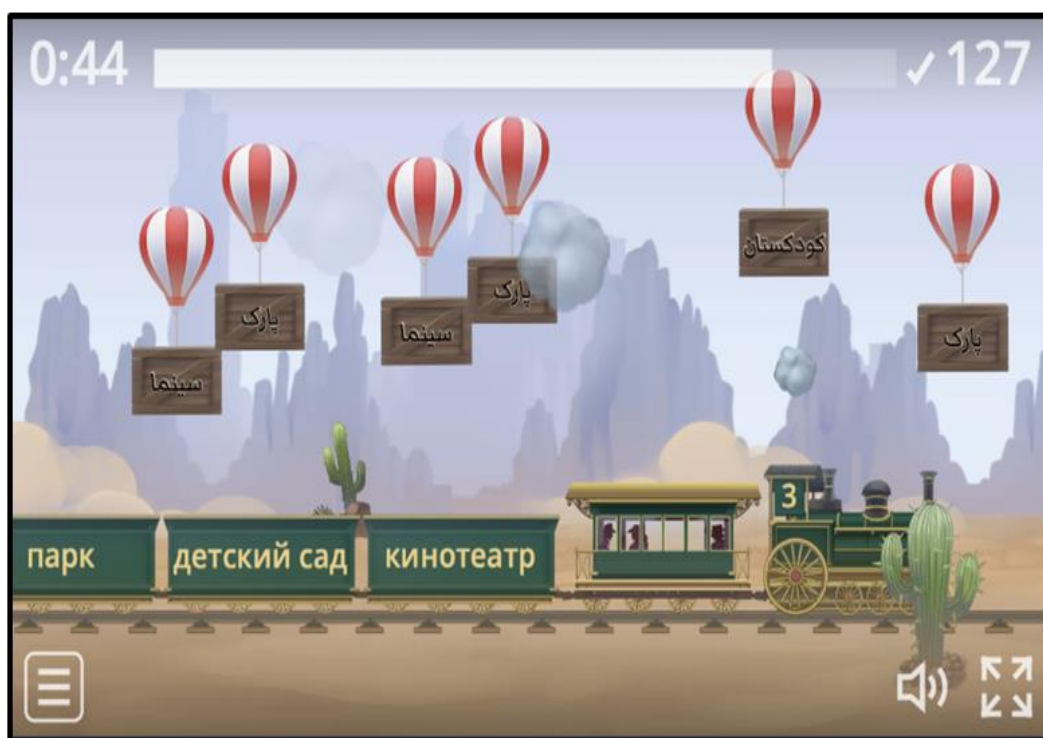 0:44
✓ 127
کودکستان
پارک
پارک
سینما
پارک
سینما
3
парк
детский сад
кинотеатр